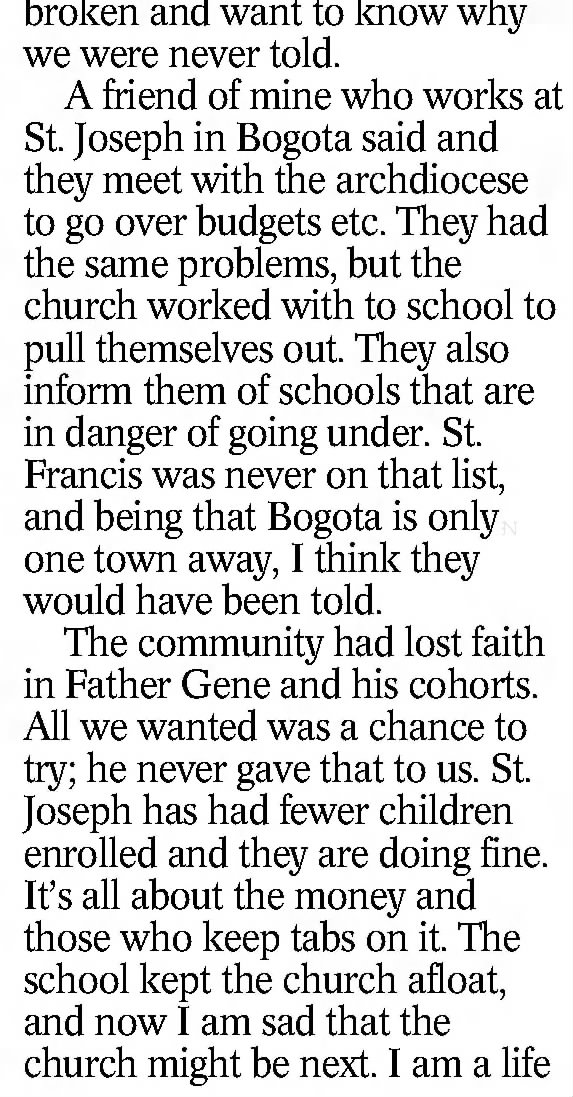 broken and want to know why
we were never told.
A friend of mine who works at
St. Joseph in Bogota said and
they meet with the archdiocese
to go over budgets etc. They had
the same problems, but the
church worked with to school to
pull themselves out. They also
inform them of schools that are
in danger of going under. St.
Francis was never on that list,
and being that Bogota is only
one town away, I think they
would have been told.
The community had lost faith
in Father Gene and his cohorts.
All we wanted was a chance to
try; he never gave that to us. St.
Joseph has had fewer children
enrolled and they are doing fine.
It's all about the money and
those who keep tabs on it. The
school kept the church afloat,
and now I am sad that the
church might be next. I am a life